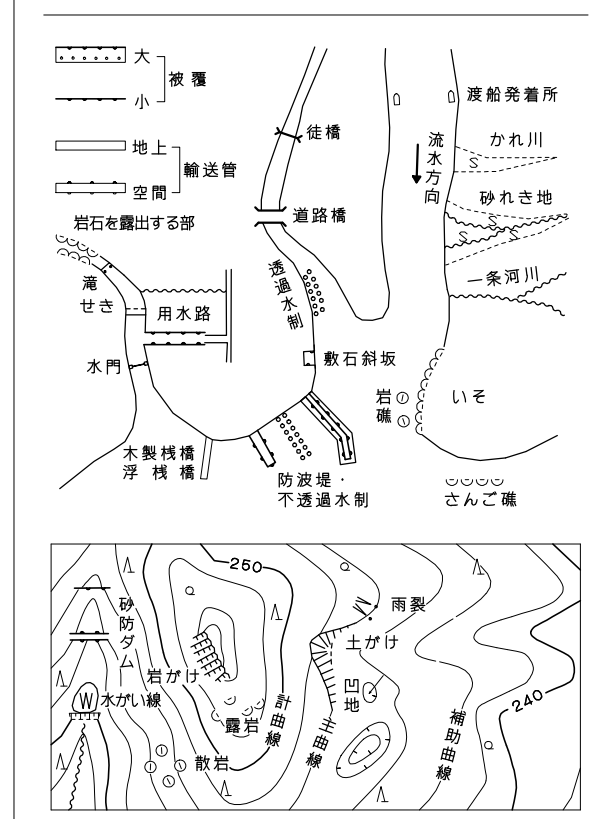 大
被覆
小
地上
輸送管
空間
岩石を露出する部
滝
せき
用水路
水門
木製桟橋
浮桟橋
徒橋
道路橋
透過水制
敷石斜坂
防波堤・
不透過水制
渡船発着所
流水方向
かれ川
砂れき地
一条河川
岩礁
いそ
さんご礁
250
砂防ダム
岩がけ
水がい線
W
露岩
散岩
計曲線
主曲線
雨裂
土がけ
凹地
補助曲線
240